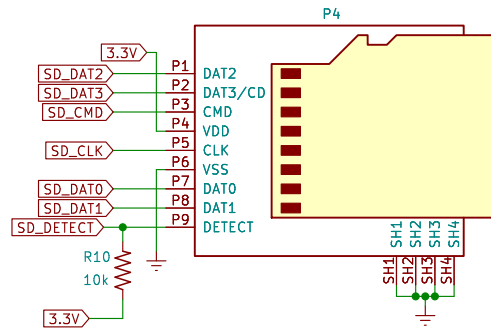 P4
3.3V
SD_DAT2 P1 DAT2
SD_DAT3 P2 DAT3/CD
SD_CMD P3 CMD
P4 VDD
SD_CLK P5 CLK
P6 VSS
SD_DAT0 P7 DAT0
SD_DAT1 P8 DAT1
SD_DETECT P9 DETECT
SH1 SH2 SH3 SH4
SH1 SH2 SH3 SH4
R10
10k
3.3V